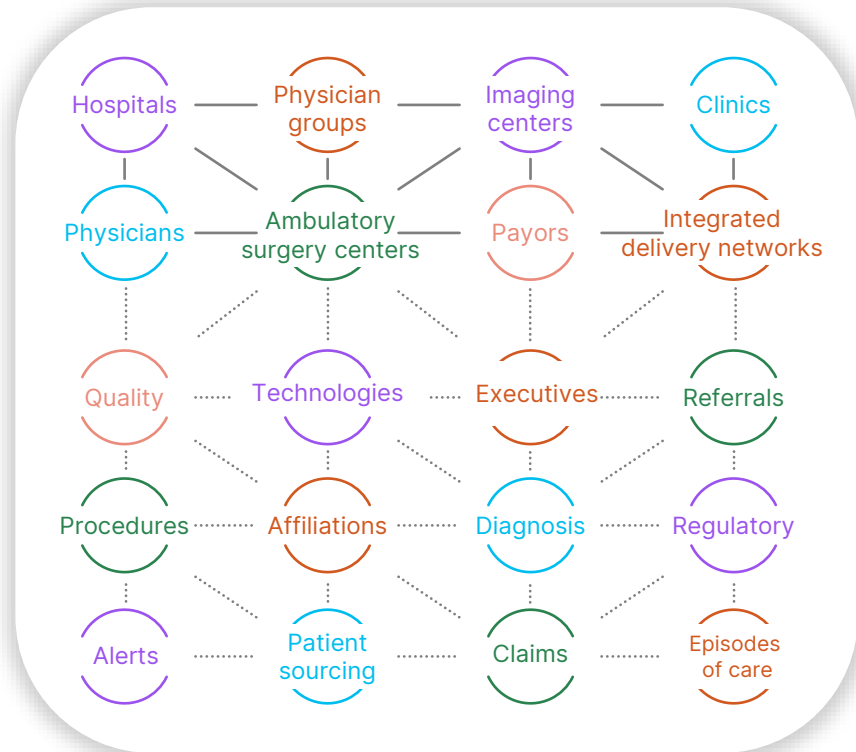 Hospitals
Physician
groups
Imaging
centers
Clinics
Physicians
Ambulatory
surgery centers
Payors
Integrated
delivery networks
Quality
Technologies
Executives
Referrals
Procedures
Affiliations
Diagnosis
Regulatory
Alerts
Patient
sourcing
Claims
Episodes
of care